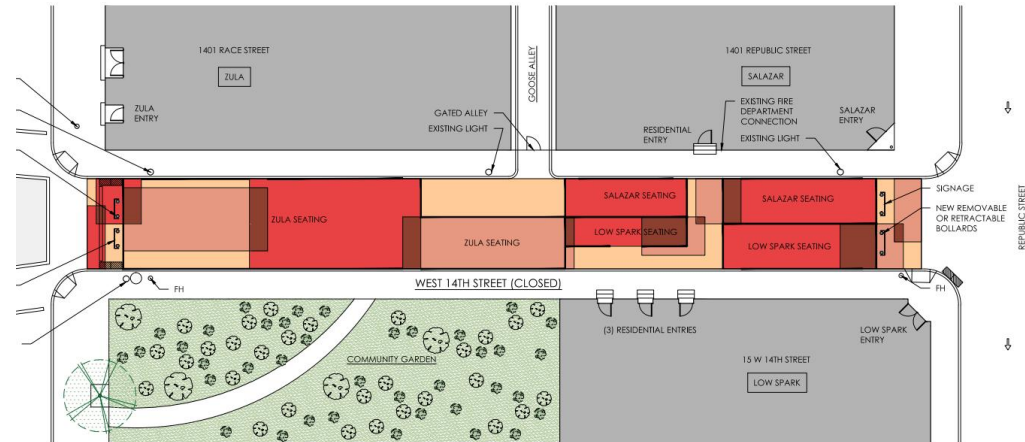 1401 RACE STREET
ZULA
ZULA
ENTRY
GATED ALLEY
EXISTING LIGHT
GOOSE ALLEY
1401 REPUBLIC STREET
SALAZAR
EXISTING FIRE
DEPARTMENT
CONNECTION
RESIDENTIAL
ENTRY
EXISTING LIGHT
SALAZAR
ENTRY
ZULA SEATING
ZULA SEATING
SALAZAR SEATING
LOW SPARK SEATING
SALAZAR SEATING
LOW SPARK SEATING
SIGNAGE
NEW REMOVABLE
OR RETRACTABLE
BOLLARDS
REPUBLIC STREET
FH
WEST 14TH STREET (CLOSED)
FH
(3) RESIDENTIAL ENTRIES
LOW SPARK
ENTRY
COMMUNITY GARDEN
15 W 14TH STREET
LOW SPARK